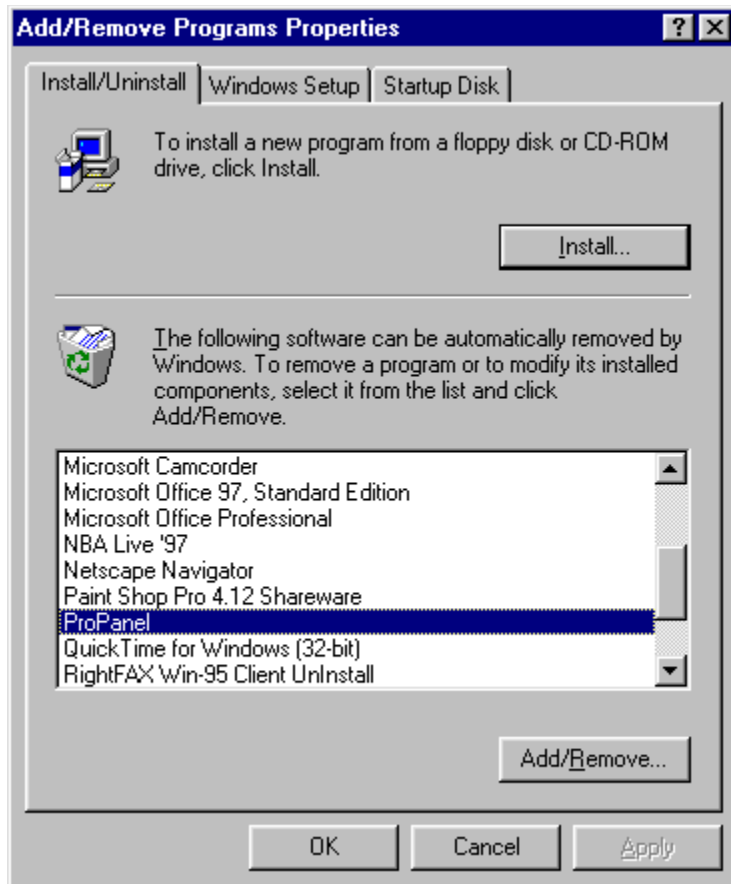 Add/Remove Programs Properties
Install/Uninstall
Windows Setup
Startup Disk
To install a new program from a floppy disk or CD-ROM
drive, click Install.
Install...
The following software can be automatically removed by
Windows. To remove a program or to modify its installed
components, select it from the list and click
Add/Remove.
Microsoft Camcorder
Microsoft Office 97, Standard Edition
Microsoft Office Professional
NBA Live '97
Netscape Navigator
Paint Shop Pro 4.12 Shareware
ProPanel
QuickTime for Windows (32-bit)
RightFAX Win-95 Client UnInstall
Add/Remove...
OK
Cancel
Apply